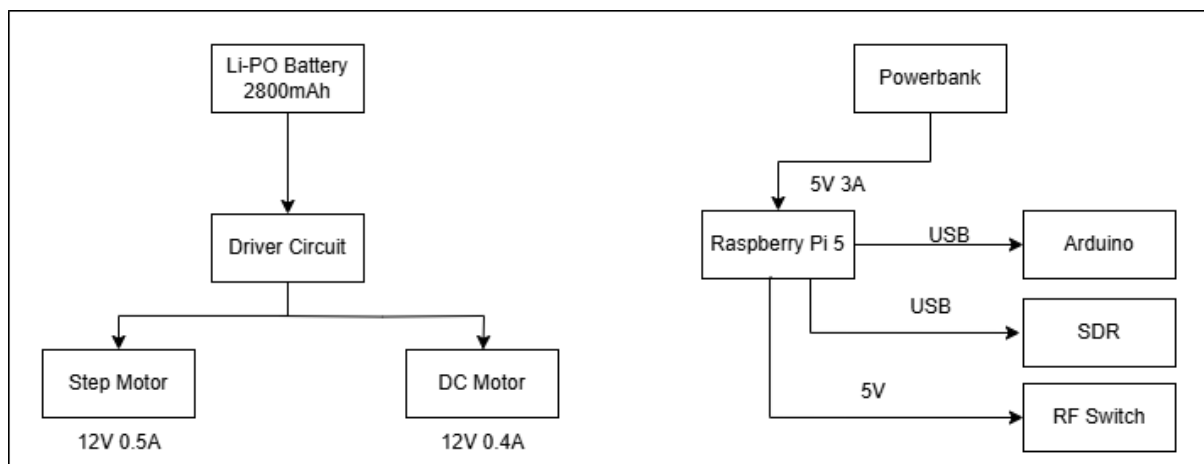 Li-PO Battery
2800mAh
Powerbank
5V 3A
Driver Circuit
Raspberry Pi 5
USB
Arduino
USB
SDR
Step Motor
DC Motor
5V
RF Switch
12V 0.5A
12V 0.4A